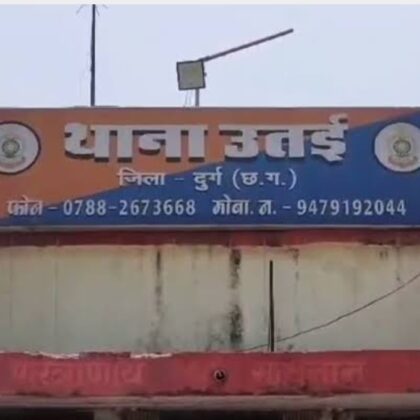 थाना उतई
जिला - दुर्ग (छ.ग.)
फोन - 0788-2673668 मोबा. न. - 9479192044